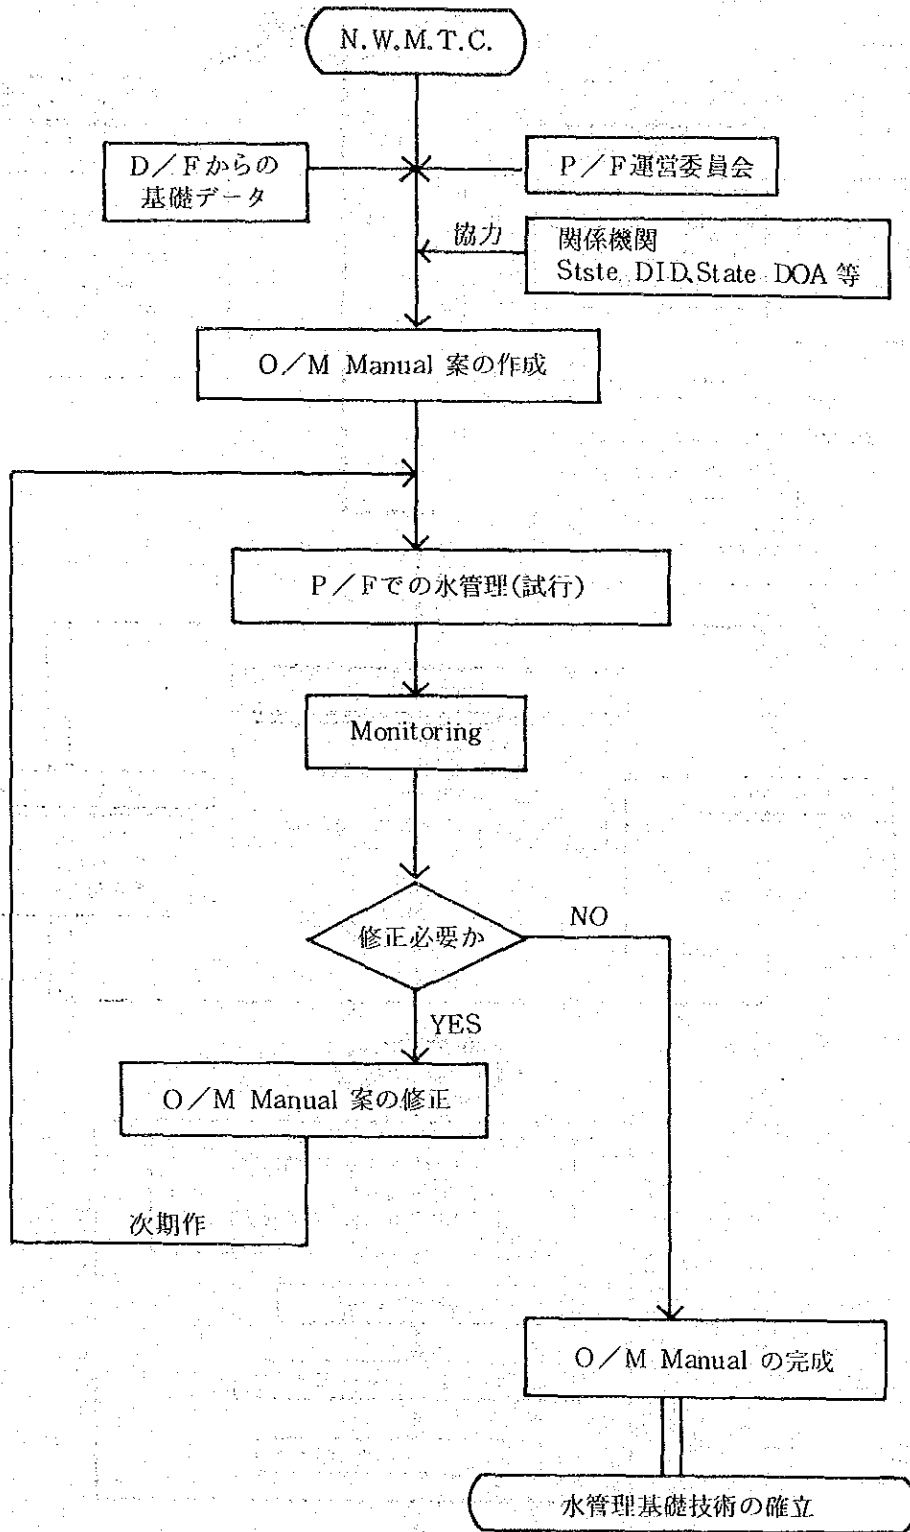 N.W.M.T.C.
D/Fからの
基礎データ
P/F運営委員会
協力
関係機関
Stste DID、State DOA 等
O/M Manual 案の作成
P/Fでの水管理(試行)
Monitoring
修正必要か
NO
YES
O/M Manual 案の修正
次期作
O/M Manual の完成
水管理基礎技術の確立